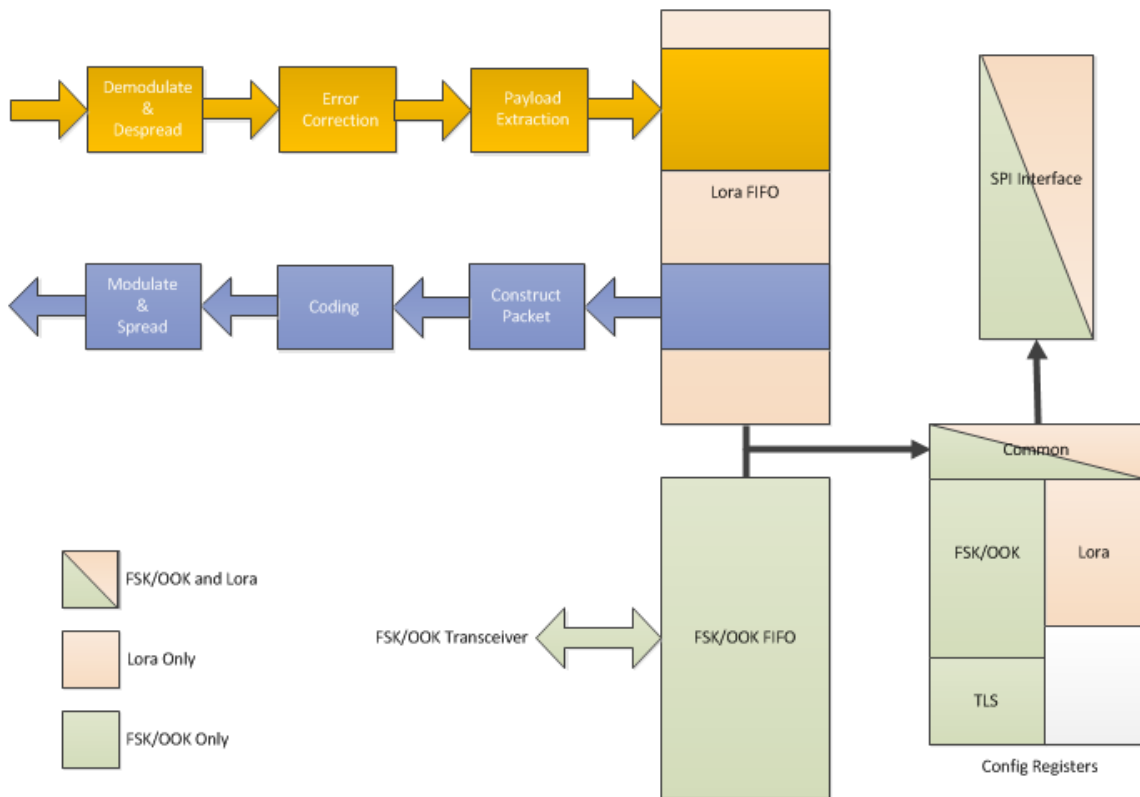 Demodulate
&
Despread
Error
Correction
Payload
Extraction
Lora FIFO
SPI Interface
Modulate
&
Spread
Coding
Construct
Packet
Common
FSK/OOK
Lora
TLS
Config Registers
FSK/OOK Transceiver
FSK/OOK FIFO
FSK/OOK and Lora
Lora Only
FSK/OOK Only